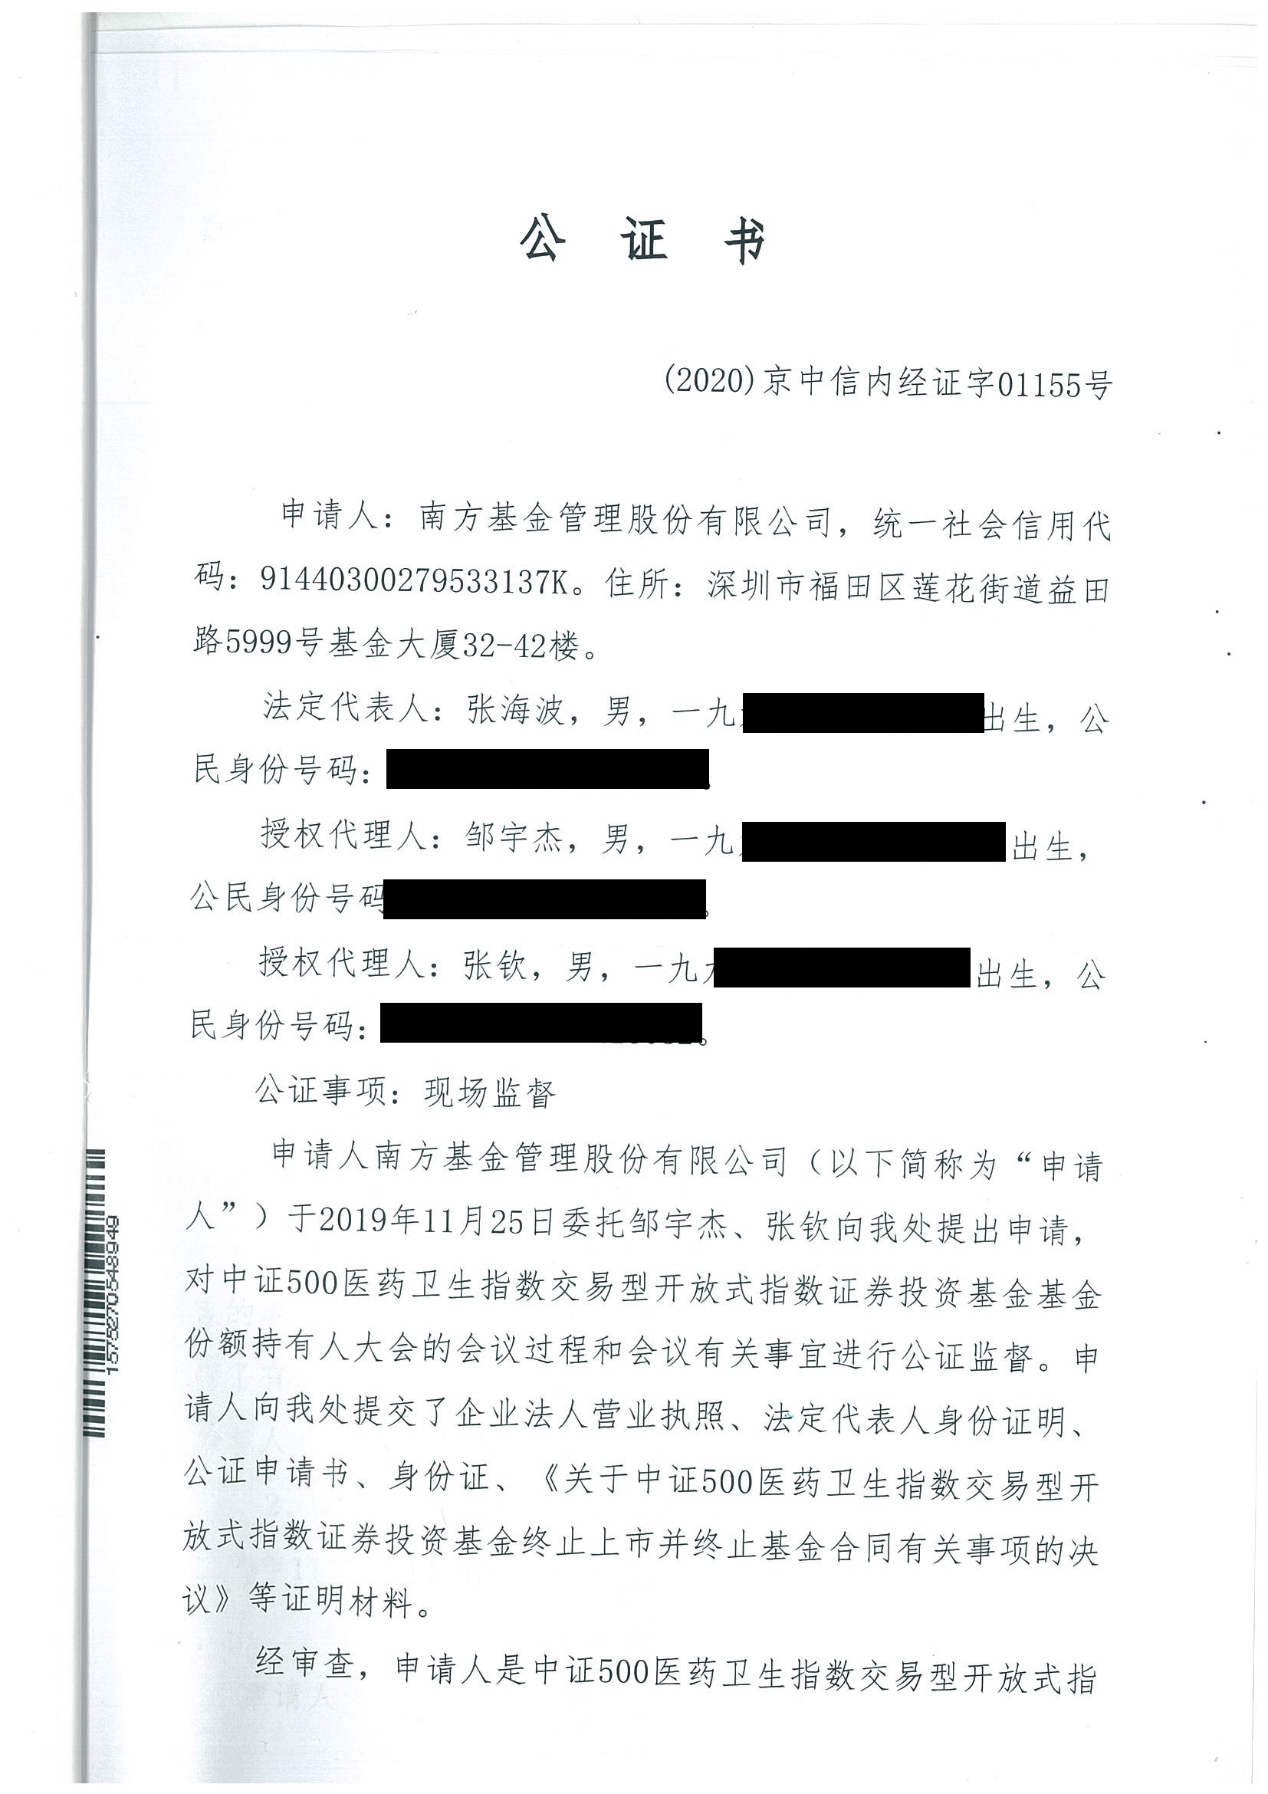 公 证 书
(2020)京中信内经证字01155号
申请人：南方基金管理股份有限公司，统一社会信用代
码：91440300279533137K。住所：深圳市福田区莲花街道益田
路5999号基金大厦32-42楼。
法定代表人：张海波，男，一九 出生，公
民身份号码：
授权代理人：邹宇杰，男，一九 出生，
公民身份号码 。
授权代理人：张钦，男，一九 出生，公
民身份号码： 。
公证事项：现场监督
申请人南方基金管理股份有限公司（以下简称为“申请
人”）于2019年11月25日委托邹宇杰、张钦向我处提出申请，
对中证500医药卫生指数交易型开放式指数证券投资基金基金
份额持有人大会的会议过程和会议有关事宜进行公证监督。申
请人向我处提交了企业法人营业执照、法定代表人身份证明、
公证申请书、身份证、《关于中证500医药卫生指数交易型开
放式指数证券投资基金终止上市并终止基金合同有关事项的决
议》等证明材料。
经审查，申请人是中证500医药卫生指数交易型开放式指
1575270548949